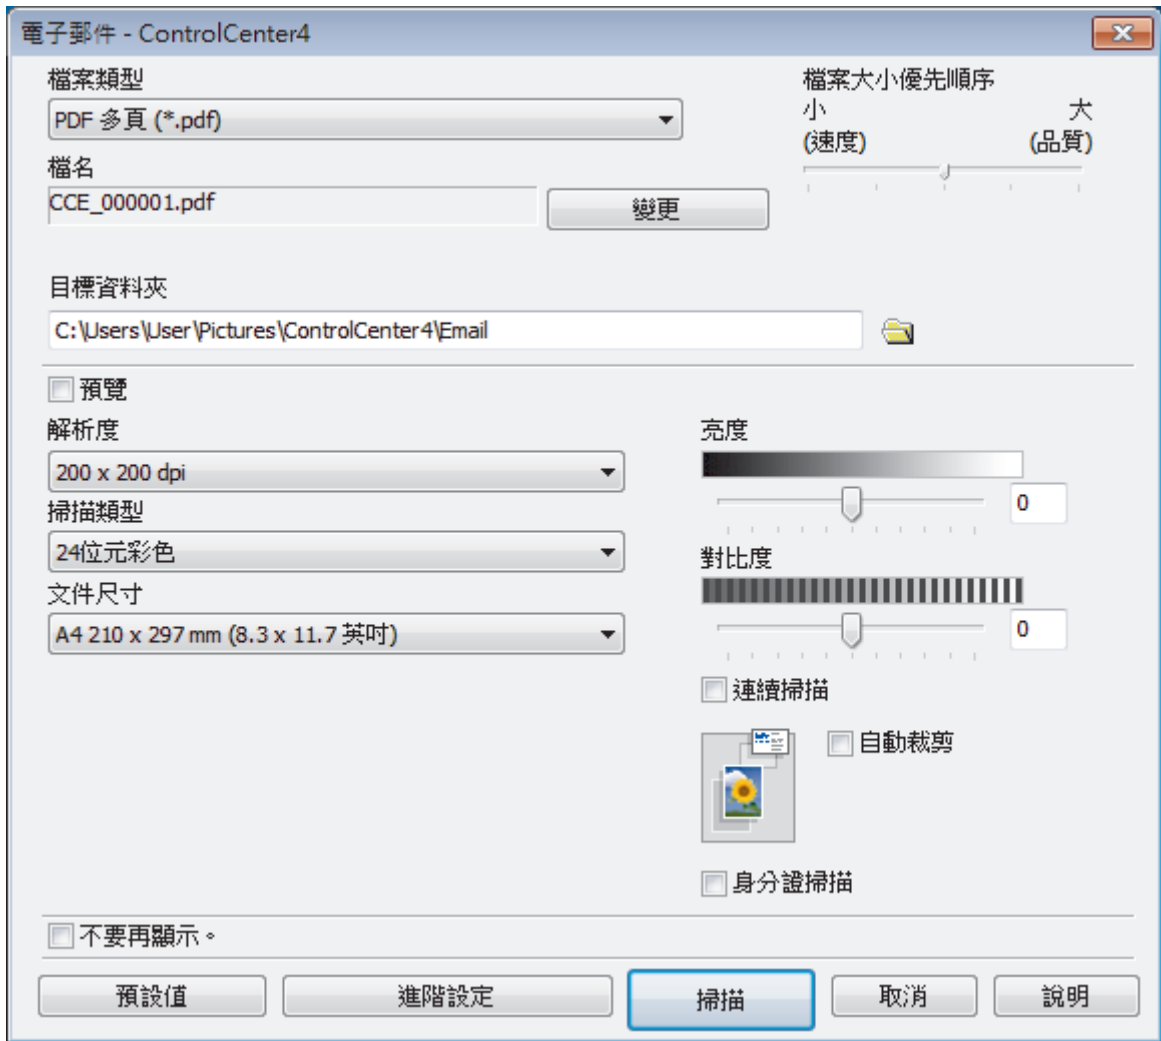 電子郵件 - ControlCenter4
檔案類型
PDF 多頁 (*.pdf)
檔案大小優先順序
小 大
(速度) (品質)
檔名
CCE_000001.pdf
變更
目標資料夾
C:\Users\User\Pictures\ControlCenter4\Email
預覽
解析度
200 x 200 dpi
掃描類型
24位元彩色
文件尺寸
A4 210 x 297 mm (8.3 x 11.7 英吋)
亮度
0
對比度
0
連續掃描
自動裁剪
身分證掃描
不要再顯示。
預設值 進階設定 掃描 取消 說明